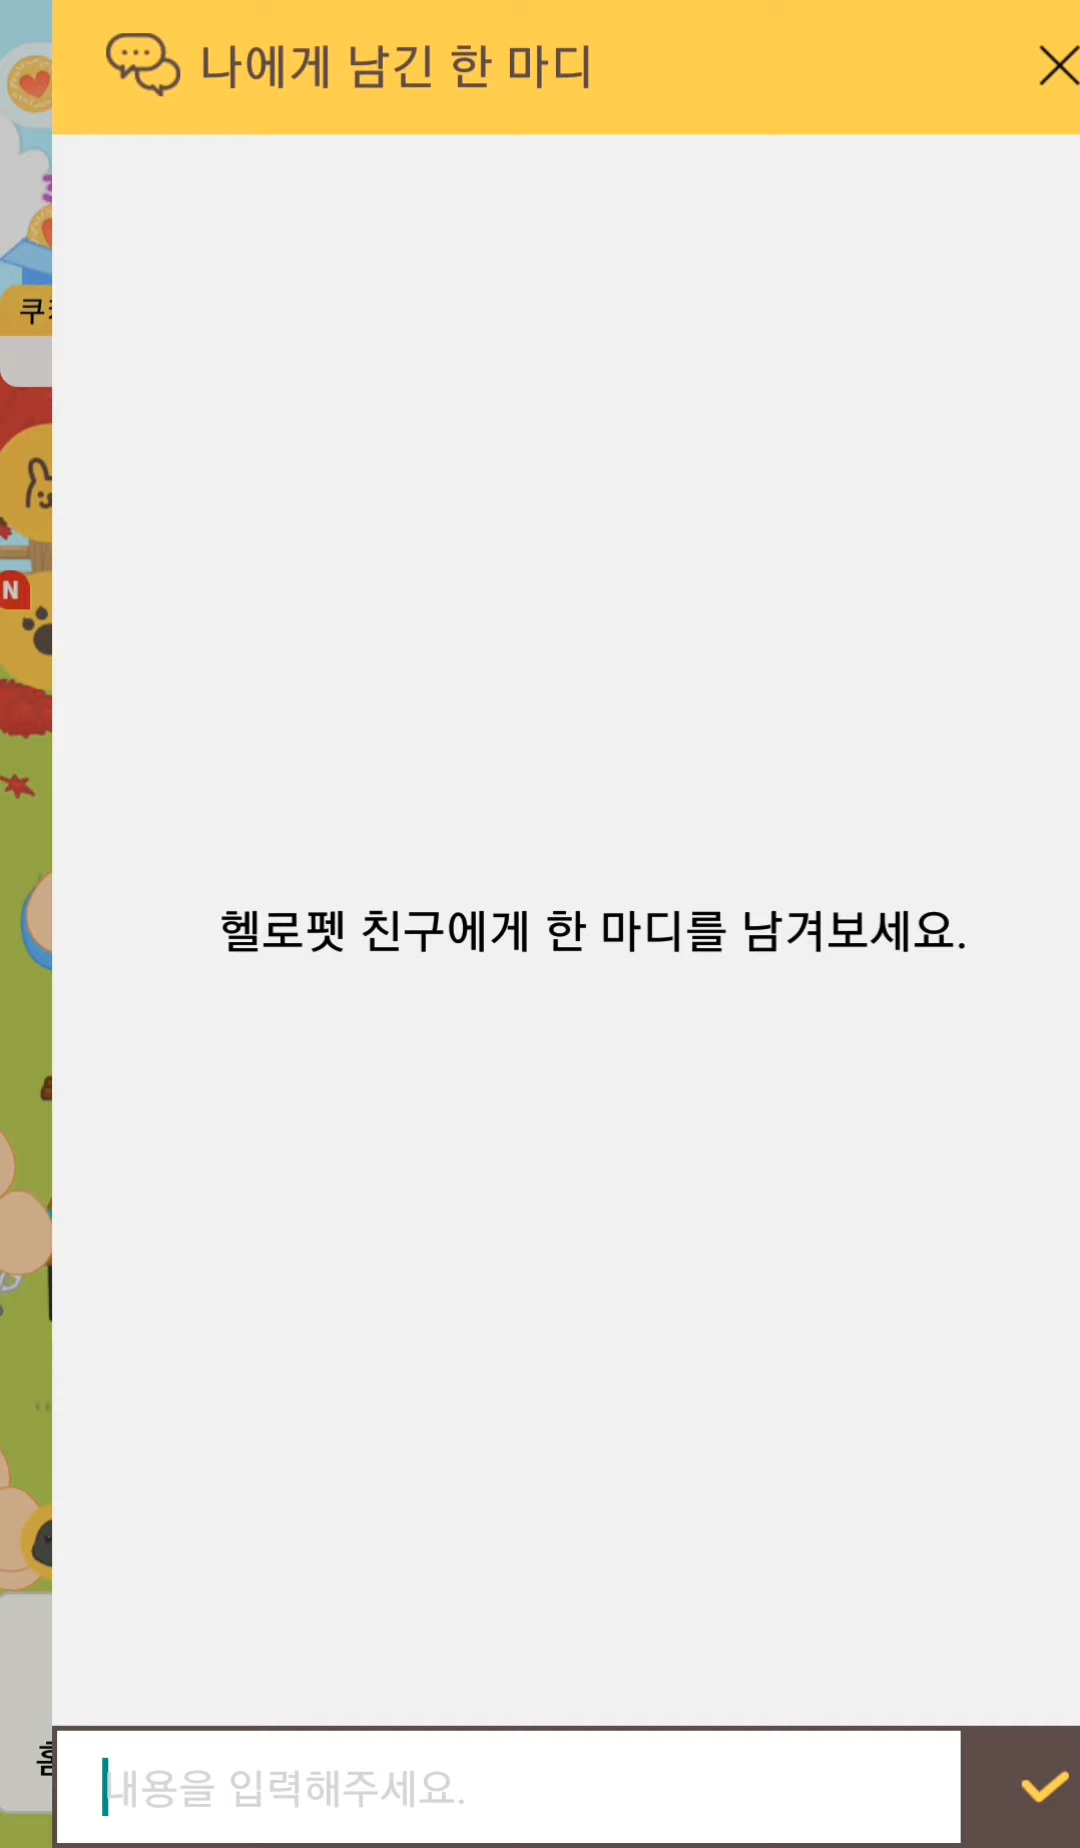 나에게 남긴 한 마디
N
헬로펫 친구에게 한 마디를 남겨보세요.
홈
내용을 입력해주세요.